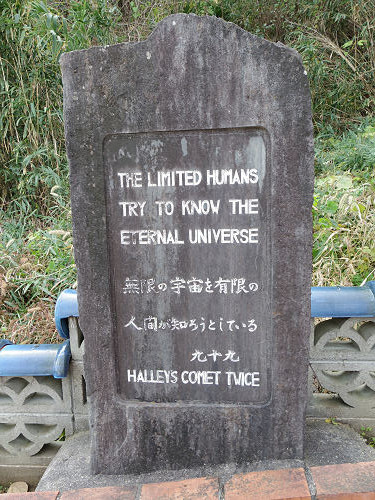 THE LIMITED HUMANS
TRY TO KNOW THE
ETERNAL UNIVERSE
無限の宇宙を有限の
人間が知ろうとしている
九十九
HALLEYS COMET TWICE